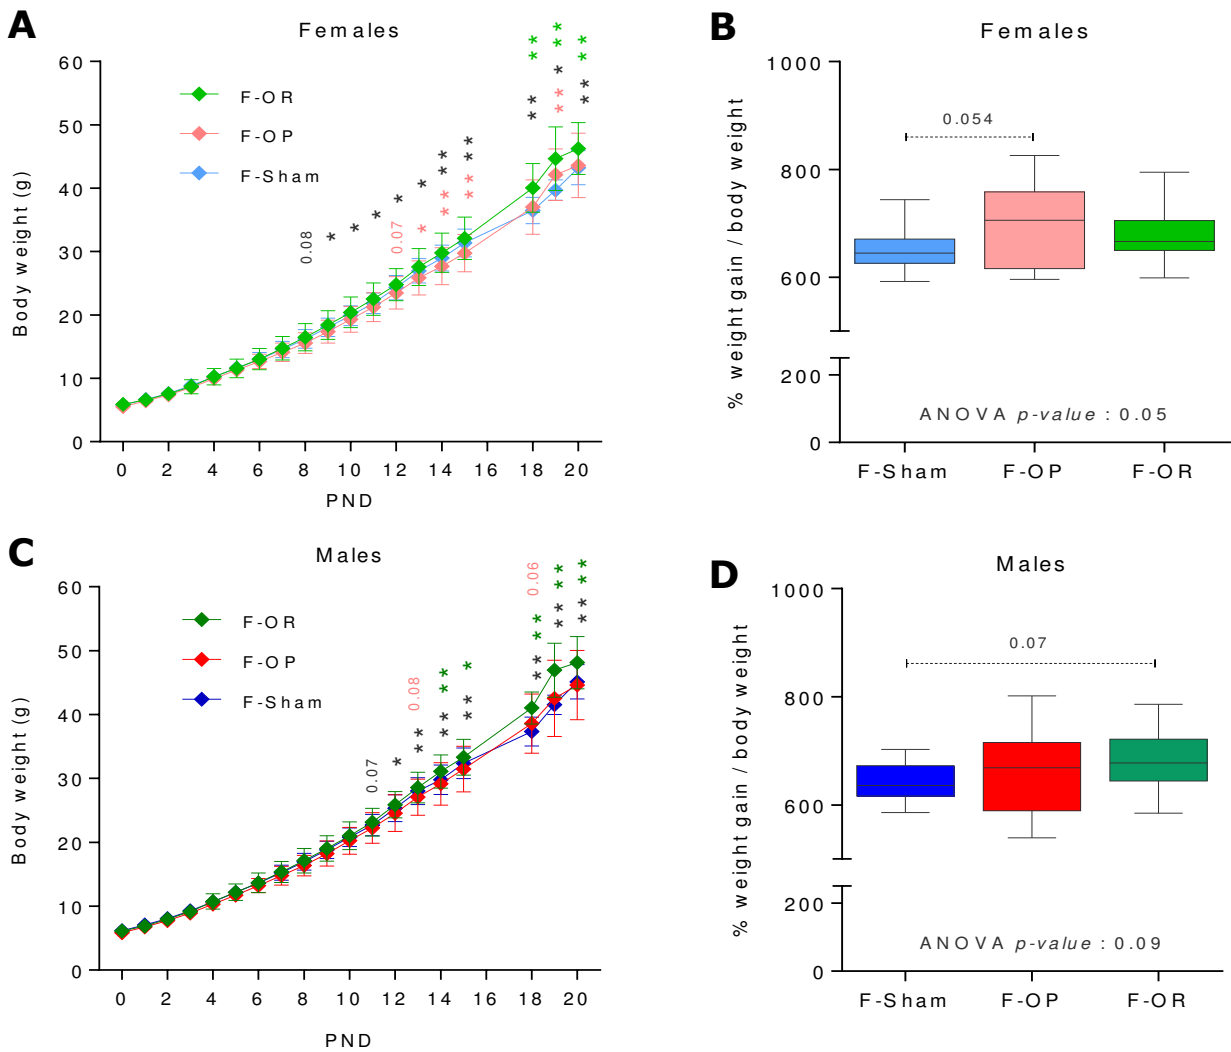 A
Females
60
50
40
30
20
10
0
Body weight (g)
F-OR
F-OP
F-Sham
0.08
*
*
*
*
0.07
*
*
**
**
**
**
**
**
*
**
**
**
**
0 2 4 6 8 10 12 14 16 18 20
PND
B
Females
1000
800
600
200
0
% weight gain / body weight
0.054
ANOVA p-value : 0.05
F-Sham F-OP F-OR
C
Males
60
50
40
30
20
10
0
Body weight (g)
F-OR
F-OP
F-Sham
0.07
*
**
0.08
**
**
**
*
**
**
0.06
**
**
**
**
0 2 4 6 8 10 12 14 16 18 20
PND
D
Males
1000
800
600
200
0
% weight gain / body weight
0.07
ANOVA p-value : 0.09
F-Sham F-OP F-OR